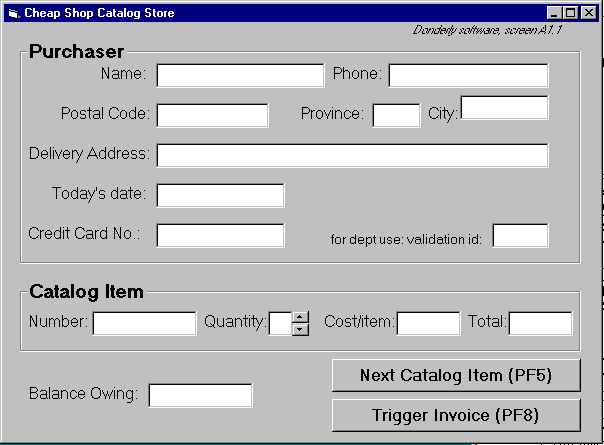 Cheap Shop Catalog Store
Donderly software, screen A1.1
Purchaser
Name: Phone:
Postal Code: Province: City:
Delivery Address:
Today's date:
Credit Card No.: for dept use: validation id:
Catalog Item
Number: Quantity: Cost/item: Total:
Next Catalog Item (PF5)
Balance Owing:
Trigger Invoice (PF8)